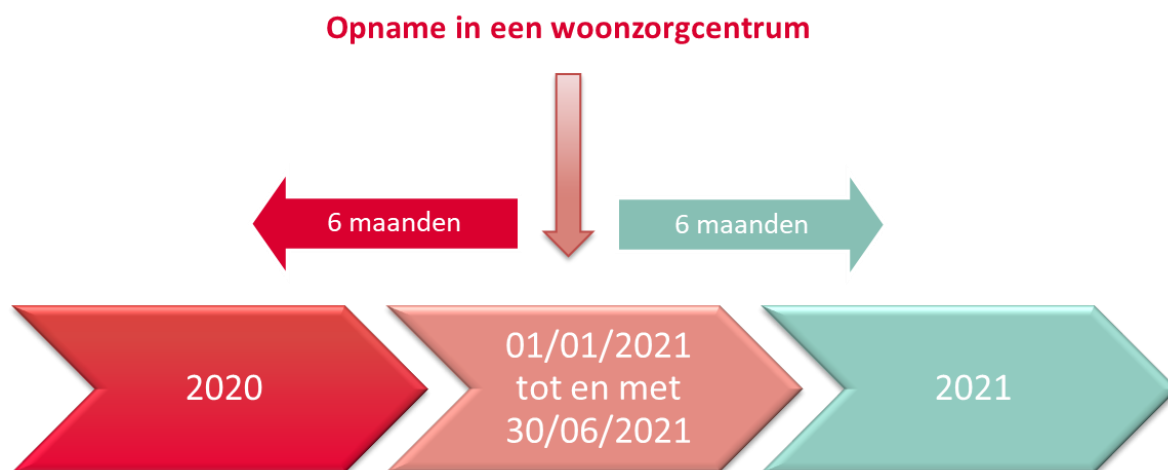 Opname in een woonzorgcentrum
6 maanden
6 maanden
2020
01/01/2021
tot en met
30/06/2021
2021